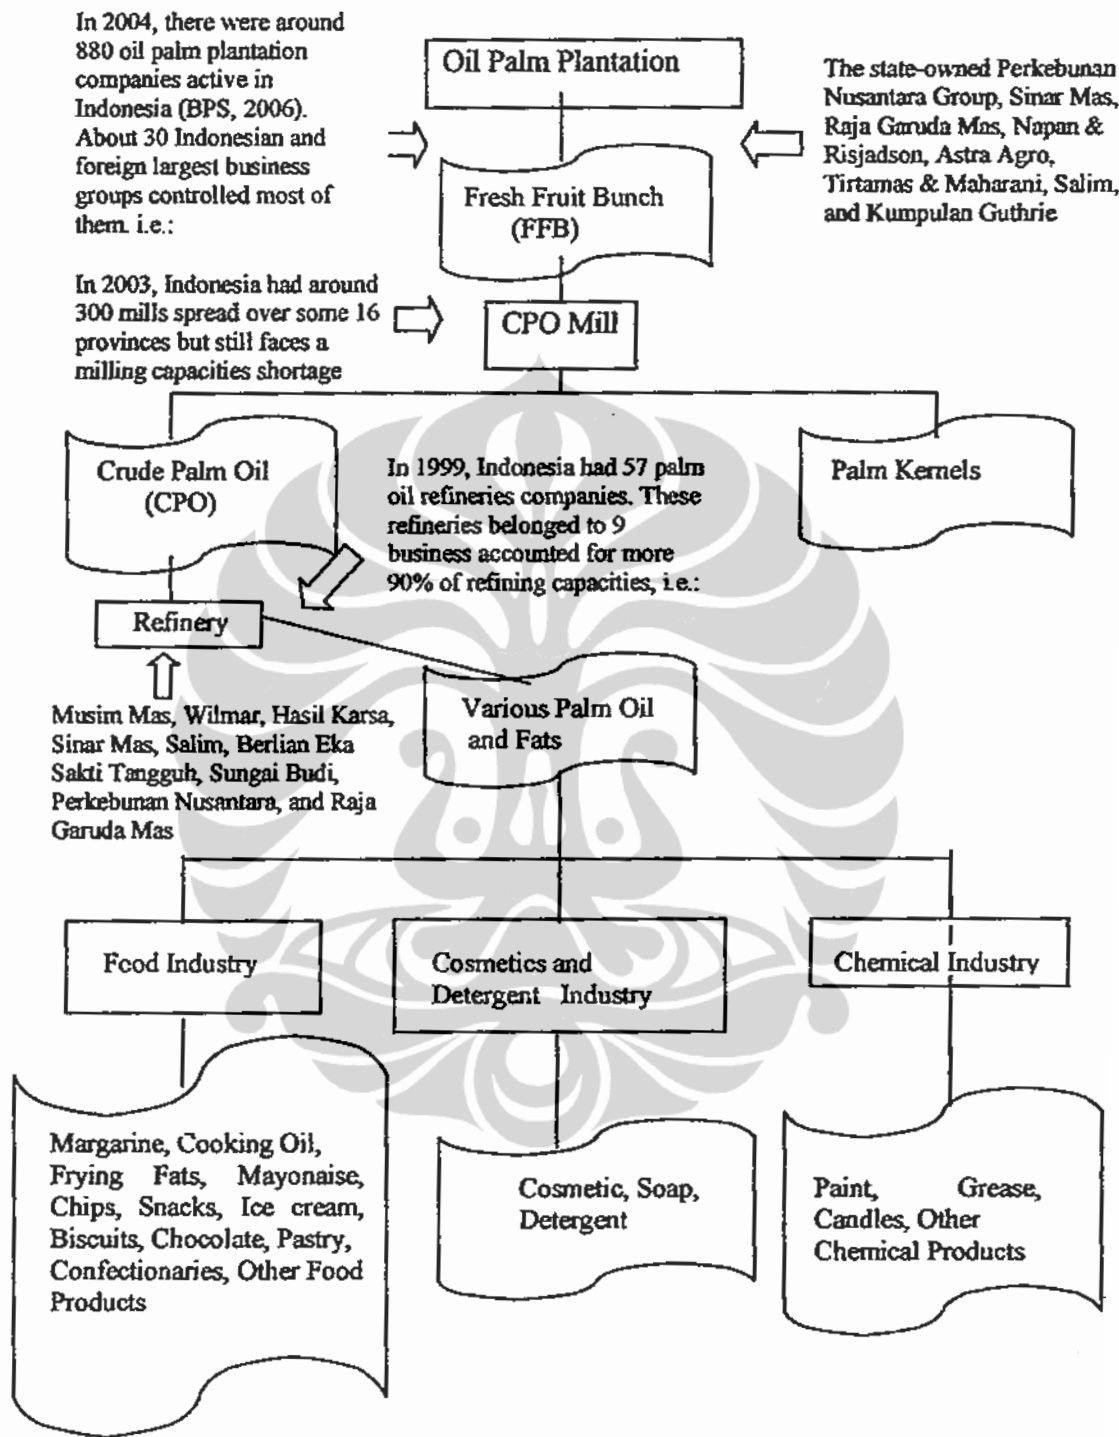 In 2004, there were around
880 oil palm plantation
companies active in
Indonesia (BPS, 2006).
About 30 Indonesian and
foreign largest business
groups controlled most of
them. i.e.:
Oil Palm Plantation
The state-owned Perkebunan
Nusantara Group, Sinar Mas,
Raja Garuda Mas, Napan &
Risjadson, Astra Agro,
Tirtamas & Maharani, Salim,
and Kumpulan Guthrie
Fresh Fruit Bunch
(FFB)
In 2003, Indonesia had around
300 mills spread over some 16
provinces but still faces a
milling capacities shortage
CPO Mill
Crude Palm Oil
(CPO)
In 1999, Indonesia had 57 palm
oil refineries companies. These
refineries belonged to 9
business accounted for more
90% of refining capacities, i.e.:
Palm Kernels
Refinery
Musim Mas, Wilmar, Hasil Karsa,
Sinar Mas, Salim, Berlian Eka
Sakti Tangguh, Sungai Budi,
Perkebunan Nusantara, and Raja
Garuda Mas
Various Palm Oil
and Fats
Food Industry
Cosmetics and
Detergent Industry
Chemical Industry
Margarine, Cooking Oil,
Frying Fats, Mayonaise,
Chips, Snacks, Ice cream,
Biscuits, Chocolate, Pastry,
Confectionaries, Other Food
Products
Cosmetic, Soap,
Detergent
Paint, Grease,
Candles, Other
Chemical Products